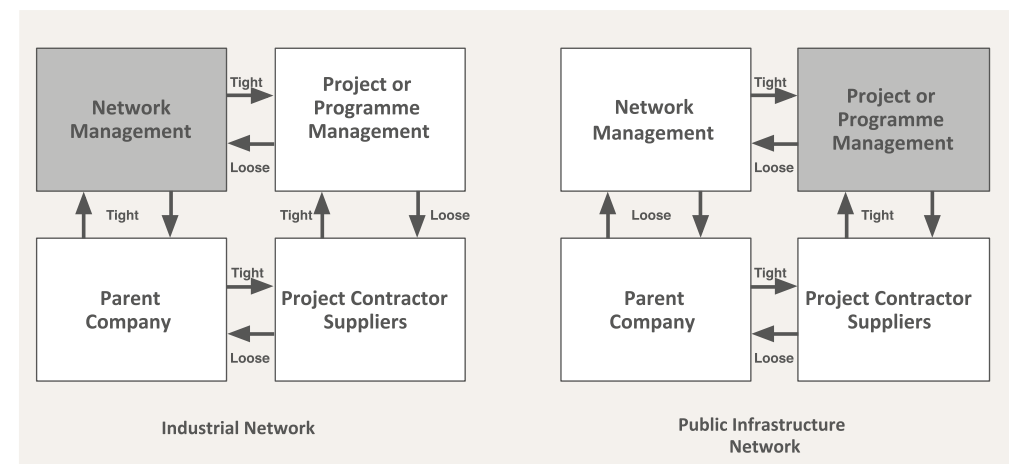 Network
Management
Tight
Loose
Project or
Programme
Management
Tight
Tight
Loose
Parent
Company
Tight
Loose
Project Contractor
Suppliers
Industrial Network
Network
Management
Tight
Loose
Project or
Programme
Management
Loose
Tight
Parent
Company
Tight
Loose
Project Contractor
Suppliers
Public Infrastructure
Network